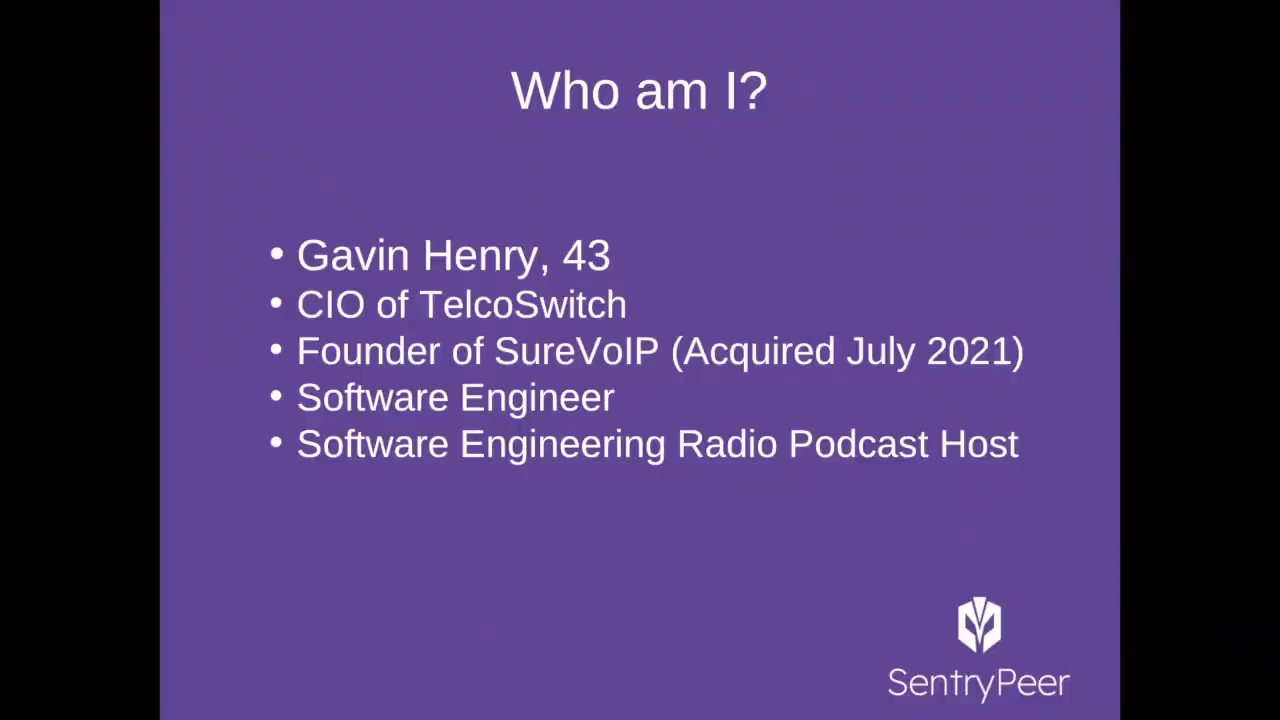 Who am I?
• Gavin Henry, 43
• CIO of TelcoSwitch
• Founder of SureVoIP (Acquired July 2021)
• Software Engineer
• Software Engineering Radio Podcast Host
SentryPeer